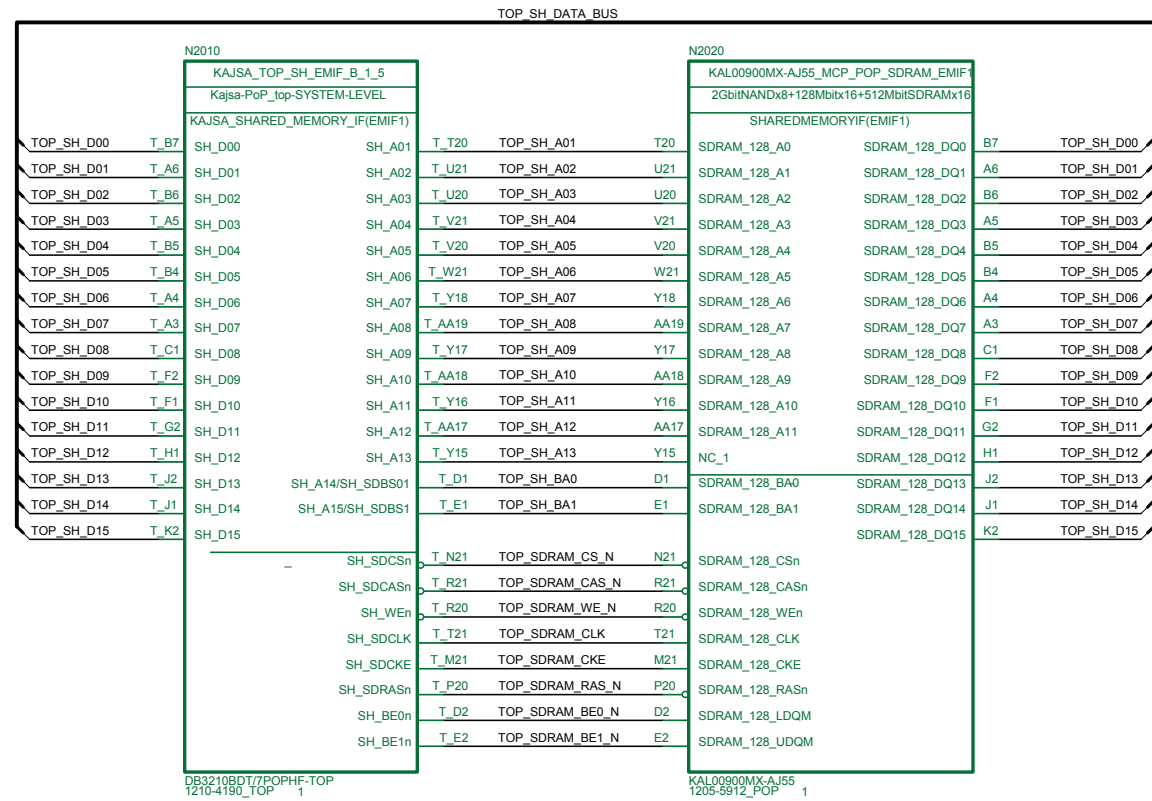 TOP_SH_DATA_BUS
N2010 N2020
KAJSA_TOP_SH_EMIF_B_1_5 KAL00900MX-AJ55_MCP_POP_SDRAM_EMIF1
Kajsa-PoP_top-SYSTEM-LEVEL 2GbitNANDx8+128Mbitx16+512MbitSDRAMx16
KAJSA_SHARED_MEMORY_IF(EMIF1) SHAREDMEMORYIF(EMIF1)
TOP_SH_D00 T_B7 SH_D00 SH_A01 T_T20 TOP_SH_A01 T20 SDRAM_128_A0 SDRAM_128_DQ0 B7 TOP_SH_D00
TOP_SH_D01 T_A6 SH_D01 SH_A02 T_U21 TOP_SH_A02 U21 SDRAM_128_A1 SDRAM_128_DQ1 A6 TOP_SH_D01
TOP_SH_D02 T_B6 SH_D02 SH_A03 T_U20 TOP_SH_A03 U20 SDRAM_128_A2 SDRAM_128_DQ2 B6 TOP_SH_D02
TOP_SH_D03 T_A5 SH_D03 SH_A04 T_V21 TOP_SH_A04 V21 SDRAM_128_A3 SDRAM_128_DQ3 A5 TOP_SH_D03
TOP_SH_D04 T_B5 SH_D04 SH_A05 T_V20 TOP_SH_A05 V20 SDRAM_128_A4 SDRAM_128_DQ4 B5 TOP_SH_D04
TOP_SH_D05 T_B4 SH_D05 SH_A06 T_W21 TOP_SH_A06 W21 SDRAM_128_A5 SDRAM_128_DQ5 B4 TOP_SH_D05
TOP_SH_D06 T_A4 SH_D06 SH_A07 T_Y18 TOP_SH_A07 Y18 SDRAM_128_A6 SDRAM_128_DQ6 A4 TOP_SH_D06
TOP_SH_D07 T_A3 SH_D07 SH_A08 T_AA19 TOP_SH_A08 AA19 SDRAM_128_A7 SDRAM_128_DQ7 A3 TOP_SH_D07
TOP_SH_D08 T_C1 SH_D08 SH_A09 T_Y17 TOP_SH_A09 Y17 SDRAM_128_A8 SDRAM_128_DQ8 C1 TOP_SH_D08
TOP_SH_D09 T_F2 SH_D09 SH_A10 T_AA18 TOP_SH_A10 AA18 SDRAM_128_A9 SDRAM_128_DQ9 F2 TOP_SH_D09
TOP_SH_D10 T_F1 SH_D10 SH_A11 T_Y16 TOP_SH_A11 Y16 SDRAM_128_A10 SDRAM_128_DQ10 F1 TOP_SH_D10
TOP_SH_D11 T_G2 SH_D11 SH_A12 T_AA17 TOP_SH_A12 AA17 SDRAM_128_A11 SDRAM_128_DQ11 G2 TOP_SH_D11
TOP_SH_D12 T_H1 SH_D12 SH_A13 T_Y15 TOP_SH_A13 Y15 NC_1 SDRAM_128_DQ12 H1 TOP_SH_D12
TOP_SH_D13 T_J2 SH_D13 SH_A14/SH_SDBS01 T_D1 TOP_SH_BA0 D1 SDRAM_128_BA0 SDRAM_128_DQ13 J2 TOP_SH_D13
TOP_SH_D14 T_J1 SH_D14 SH_A15/SH_SDBS1 T_E1 TOP_SH_BA1 E1 SDRAM_128_BA1 SDRAM_128_DQ14 J1 TOP_SH_D14
TOP_SH_D15 T_K2 SH_D15 SDRAM_128_DQ15 K2 TOP_SH_D15
_ SH_SDCSn T_N21 TOP_SDRAM_CS_N N21 SDRAM_128_CSn
SH_SDCASn T_R21 TOP_SDRAM_CAS_N R21 SDRAM_128_CASn
SH_WEn T_R20 TOP_SDRAM_WE_N R20 SDRAM_128_WEn
SH_SDCLK T_T21 TOP_SDRAM_CLK T21 SDRAM_128_CLK
SH_SDCKE T_M21 TOP_SDRAM_CKE M21 SDRAM_128_CKE
SH_SDRASn T_P20 TOP_SDRAM_RAS_N P20 SDRAM_128_RASn
SH_BE0n T_D2 TOP_SDRAM_BE0_N D2 SDRAM_128_LDQM
SH_BE1n T_E2 TOP_SDRAM_BE1_N E2 SDRAM_128_UDQM
DB3210BDT/7POPHF-TOP KAL00900MX-AJ55
1210-4190_TOP 1 1205-5912_POP 1